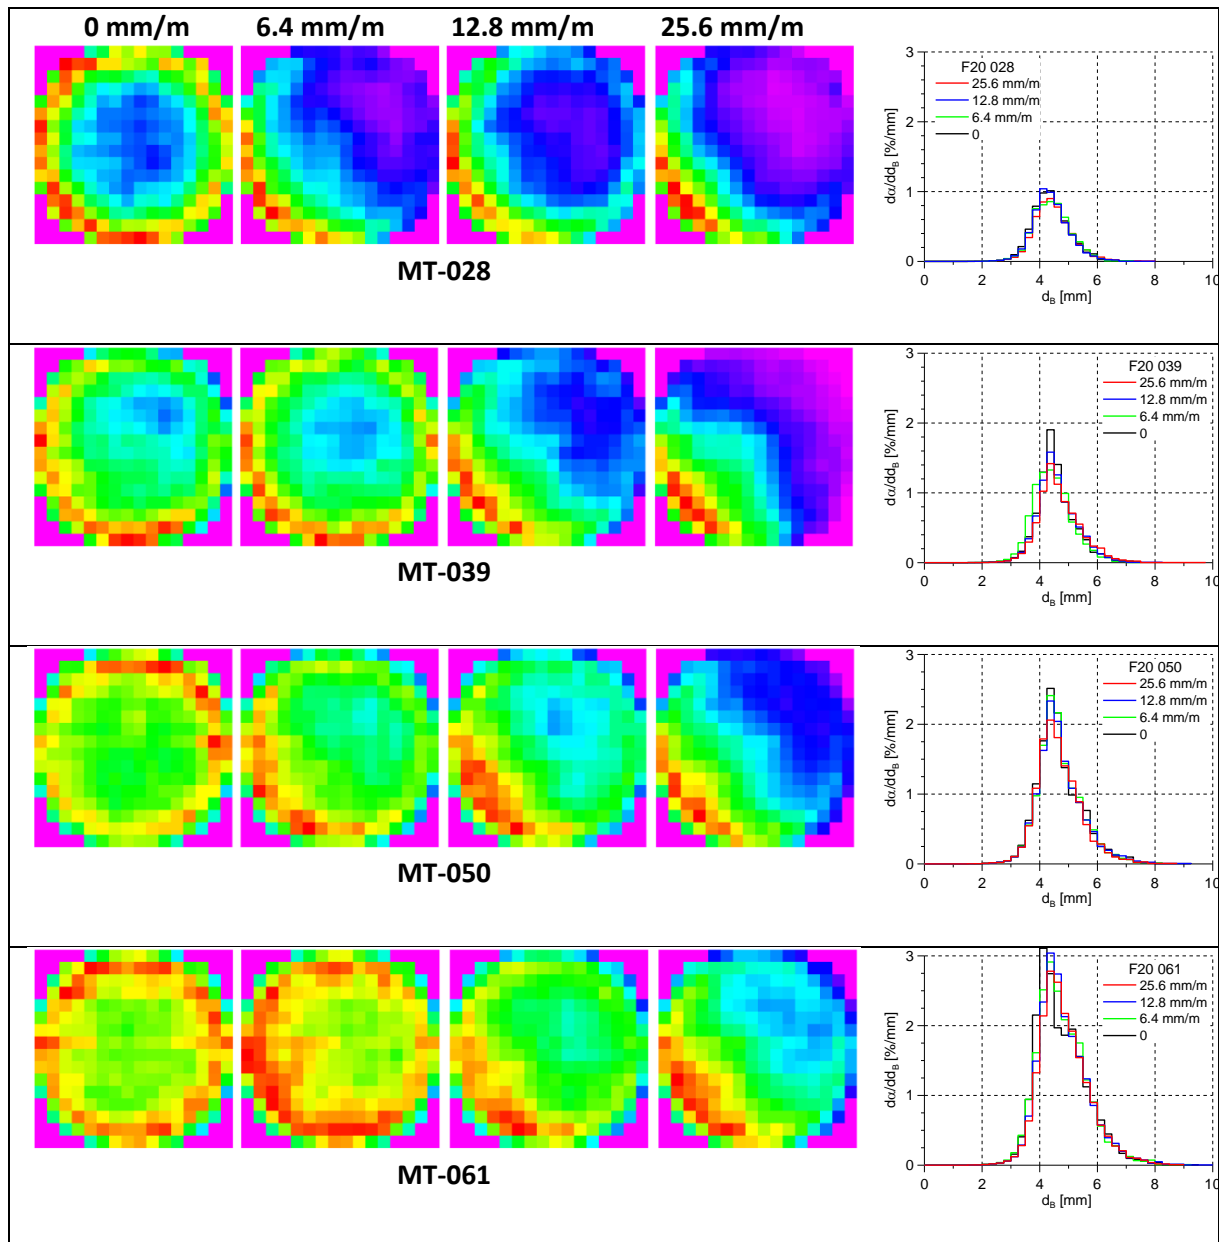 0 mm/m 6.4 mm/m 12.8 mm/m 25.6 mm/m
MT-028
3
2
1
0
dα/dd_B [%/mm]
F20 028
25.6 mm/m
12.8 mm/m
6.4 mm/m
0
0 2 4 6 8 10
d_B [mm]
MT-039
3
2
1
0
dα/dd_B [%/mm]
F20 039
25.6 mm/m
12.8 mm/m
6.4 mm/m
0
0 2 4 6 8 10
d_B [mm]
MT-050
3
2
1
0
dα/dd_B [%/mm]
F20 050
25.6 mm/m
12.8 mm/m
6.4 mm/m
0
0 2 4 6 8 10
d_B [mm]
MT-061
3
2
1
0
dα/dd_B [%/mm]
F20 061
25.6 mm/m
12.8 mm/m
6.4 mm/m
0
0 2 4 6 8 10
d_B [mm]